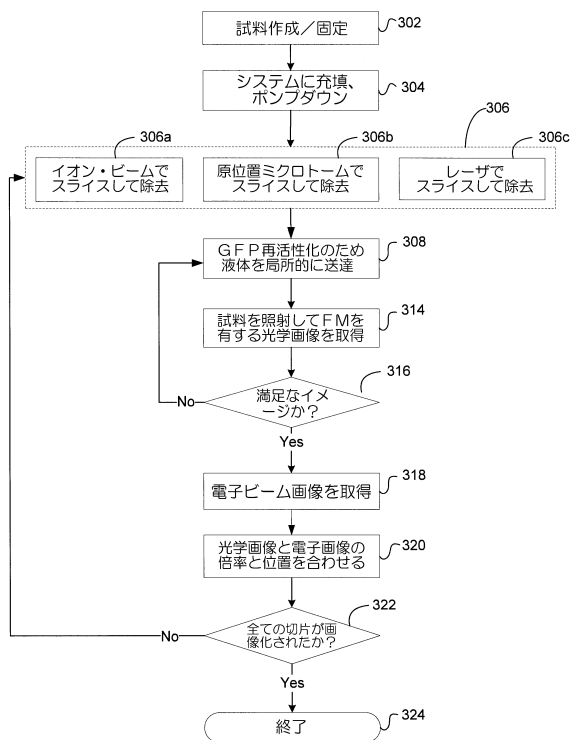 試料作成／固定
302
システムに充填、
ポンプダウン
304
306
306a
306b
306c
イオン・ビームで
スライスして除去
原位置ミクロトームで
スライスして除去
レーザで
スライスして除去
308
ＧＦＰ再活性化のため
液体を局所的に送達
314
試料を照射してＦＭを
有する光学画像を取得
316
満足なイメ
ージか？
No
Yes
318
電子ビーム画像を取得
320
光学画像と電子画像の
倍率と位置を合わせる
322
全ての切片が画
像化されたか？
No
Yes
324
終了